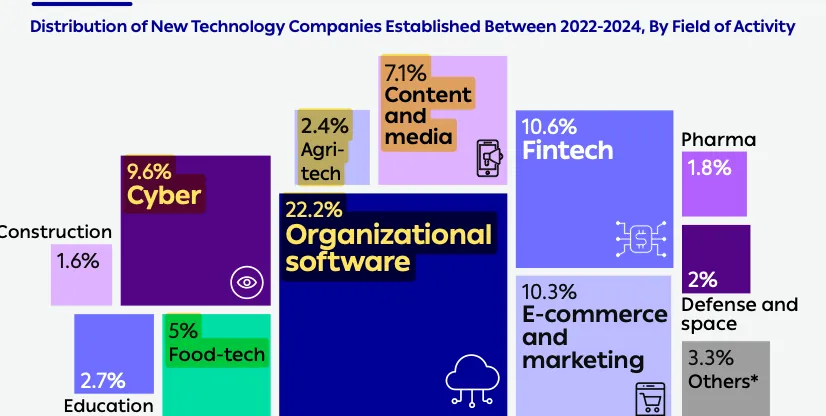 Distribution of New Technology Companies Established Between 2022-2024, By Field of Activity
7.1%
Content
and
media
2.4%
Agri-
tech
10.6%
Fintech
Pharma
1.8%
9.6%
Cyber
22.2%
Organizational
software
Construction
1.6%
2%
Defense and
space
10.3%
E-commerce
and
marketing
5%
Food-tech
2.7%
Education
3.3%
Others*